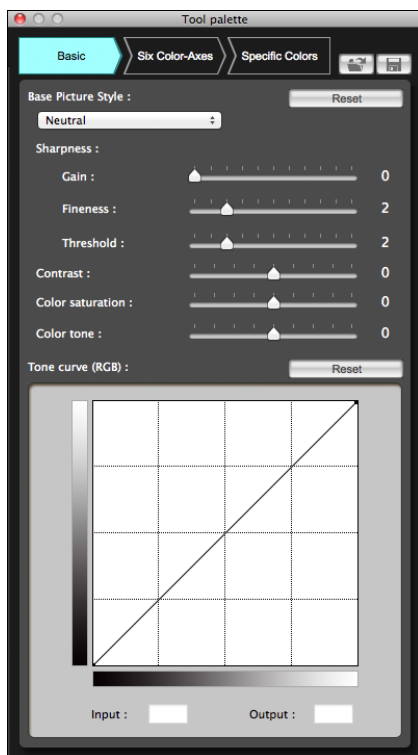 Tool palette
Basic Six Color-Axes Specific Colors
Base Picture Style : Reset
Neutral
Sharpness :
Gain : 0
Fineness : 2
Threshold : 2
Contrast : 0
Color saturation : 0
Color tone : 0
Tone curve (RGB) : Reset
Input : Output :